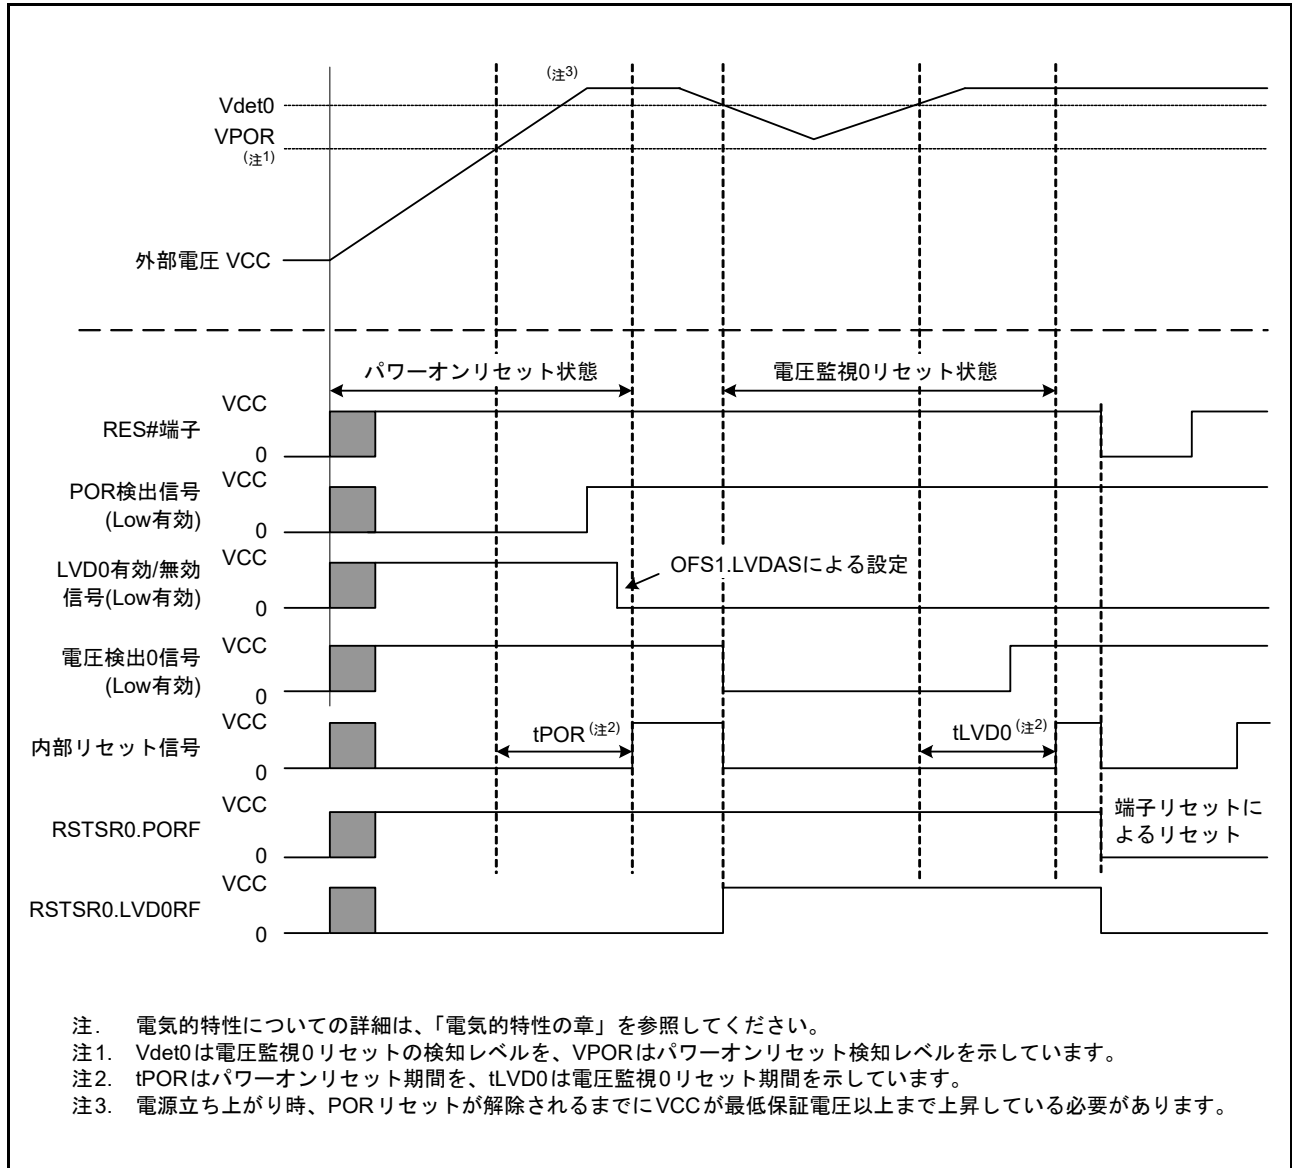 (注3)
Vdet0
VPOR
(注1)
外部電圧 VCC
パワーオンリセット状態
電圧監視0リセット状態
RES#端子
VCC
0
POR検出信号
(Low有効)
VCC
0
LVD0有効/無効
信号(Low有効)
VCC
0
OFS1.LVDASによる設定
電圧検出0信号
(Low有効)
VCC
0
内部リセット信号
VCC
0
tPOR (注2)
tLVD0 (注2)
RSTSR0.PORF
VCC
0
端子リセットに
よるリセット
RSTSR0.LVD0RF
VCC
0
注. 電気的特性についての詳細は、「電気的特性の章」を参照してください。
注1. Vdet0は電圧監視0リセットの検知レベルを、VPORはパワーオンリセット検知レベルを示しています。
注2. tPORはパワーオンリセット期間を、tLVD0は電圧監視0リセット期間を示しています。
注3. 電源立ち上がり時、PORリセットが解除されるまでにVCCが最低保証電圧以上まで上昇している必要があります。